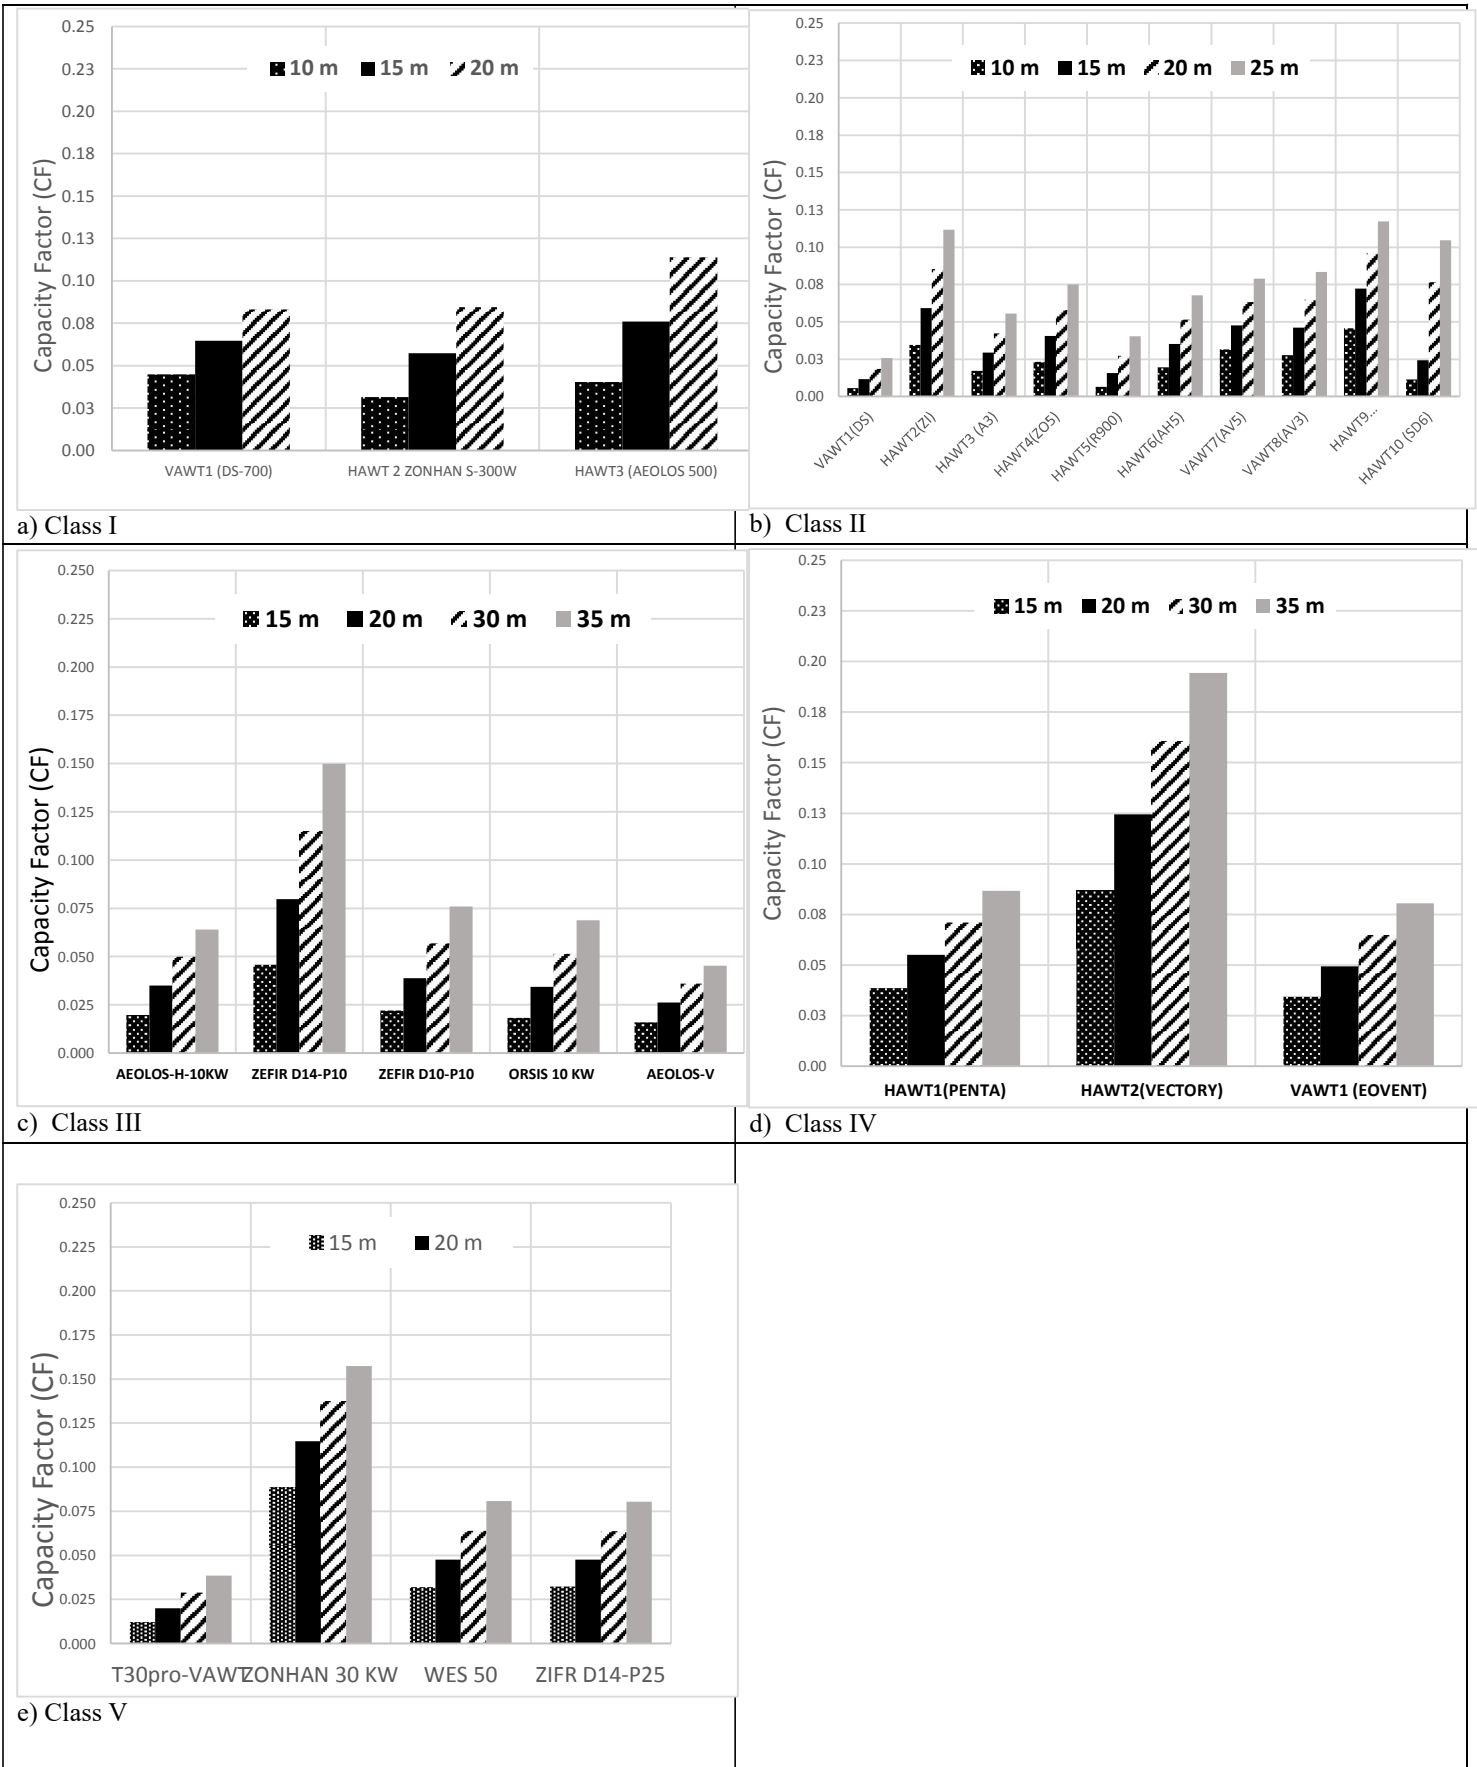 0.25
0.23
0.20
0.18
0.15
0.13
0.10
0.08
0.05
0.03
0.00
Capacity Factor (CF)
10 m 15 m 20 m
VAWT1 (DS-700) HAWT 2 ZONHAN S-300W HAWT3 (AEOLOS 500)
a) Class I
0.25
0.23
0.20
0.18
0.15
0.13
0.10
0.08
0.05
0.03
0.00
Capacity Factor (CF)
10 m 15 m 20 m 25 m
VAWT1(DS) HAWT2(ZI) HAWT3 (A3) HAWT4(ZO5) HAWT5(R900) HAWT6(AH5) VAWT7(AV5) VAWT8(AV3) HAWT9... HAWT10 (SD6)
b) Class II
0.250
0.225
0.200
0.175
0.150
0.125
0.100
0.075
0.050
0.025
0.000
Capacity Factor (CF)
15 m 20 m 30 m 35 m
AEOLOS-H-10KW ZEFIR D14-P10 ZEFIR D10-P10 ORSIS 10 KW AEOLOS-V
c) Class III
0.25
0.23
0.20
0.18
0.15
0.13
0.10
0.08
0.05
0.03
0.00
Capacity Factor (CF)
15 m 20 m 30 m 35 m
HAWT1(PENTA) HAWT2(VECTORY) VAWT1 (EOVENT)
d) Class IV
0.250
0.225
0.200
0.175
0.150
0.125
0.100
0.075
0.050
0.025
0.000
Capacity Factor (CF)
15 m 20 m
T30pro-VAWT ZONHAN 30 KW WES 50 ZIFR D14-P25
e) Class V